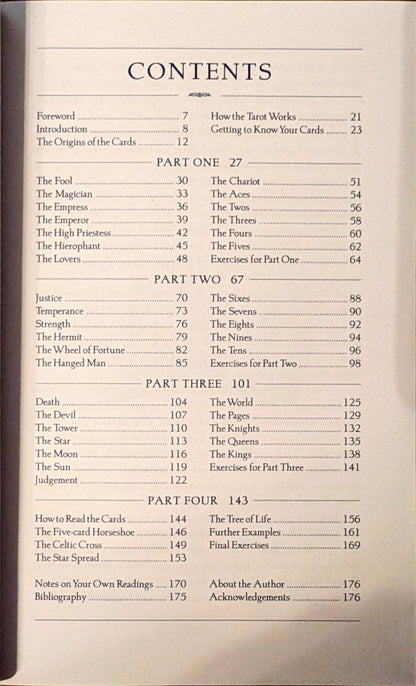 CONTENTS
Foreword 7
Introduction 8
The Origins of the Cards 12
How the Tarot Works 21
Getting to Know Your Cards 23
PART ONE 27
The Fool 30
The Magician 33
The Empress 36
The Emperor 39
The High Priestess 42
The Hierophant 45
The Lovers 48
The Chariot 51
The Aces 54
The Twos 56
The Threes 58
The Fours 60
The Fives 62
Exercises for Part One 64
PART TWO 67
Justice 70
Temperance 73
Strength 76
The Hermit 79
The Wheel of Fortune 82
The Hanged Man 85
The Sixes 88
The Sevens 90
The Eights 92
The Nines 94
The Tens 96
Exercises for Part Two 98
PART THREE 101
Death 104
The Devil 107
The Tower 110
The Star 113
The Moon 116
The Sun 119
Judgement 122
The World 125
The Pages 129
The Knights 132
The Queens 135
The Kings 138
Exercises for Part Three 141
PART FOUR 143
How to Read the Cards 144
The Five-card Horseshoe 146
The Celtic Cross 149
The Star Spread 153
The Tree of Life 156
Further Examples 161
Final Exercises 169
Notes on Your Own Readings 170
Bibliography 175
About the Author 176
Acknowledgements 176